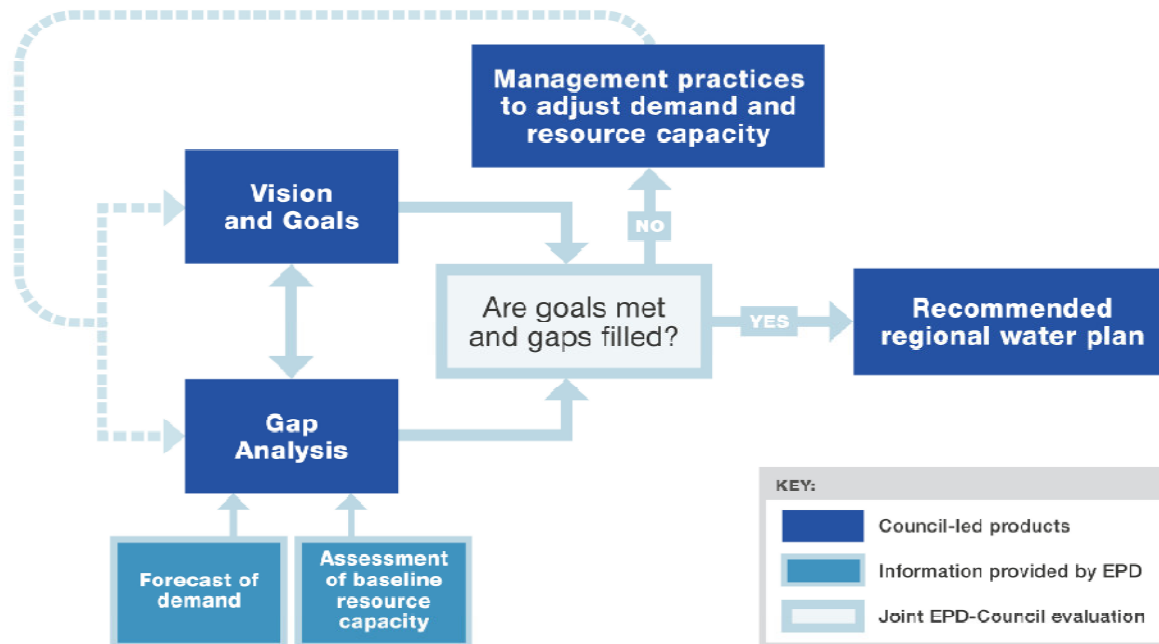 Management practices
to adjust demand and
resource capacity
Vision
and Goals
NO
Are goals met
and gaps filled?
YES
Recommended
regional water plan
Gap
Analysis
Forecast of
demand
Assessment
of baseline
resource
capacity
KEY:
Council-led products
Information provided by EPD
Joint EPD-Council evaluation